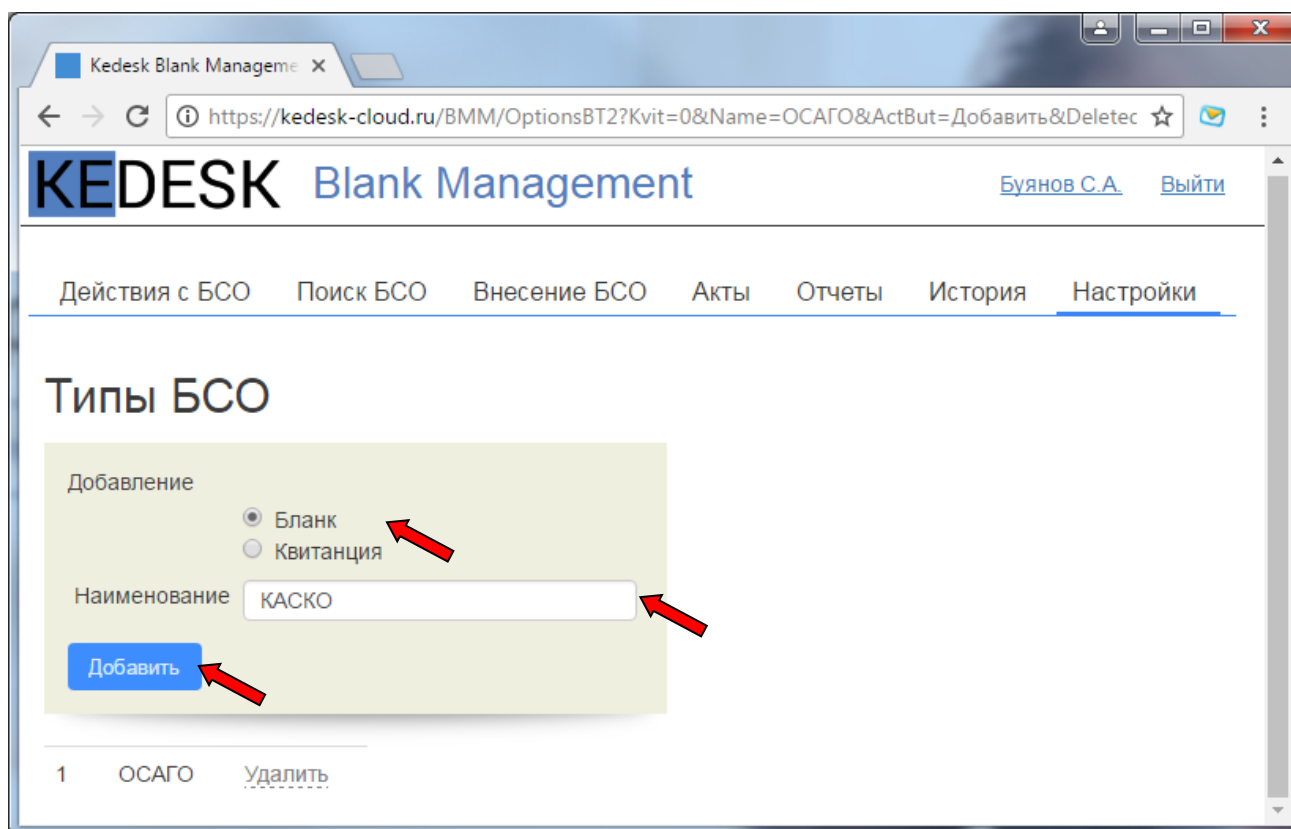 Kedesk Blank Manageme
https://kedesk-cloud.ru/BMM/OptionsBT2?Kvit=0&Name=ОСАГО&ActBut=Добавить&Deletec
KEDESK Blank Management Буянов С.А. Выйти
Действия с БСО Поиск БСО Внесение БСО Акты Отчеты История Настройки
Типы БСО
Добавление
Бланк
Квитанция
Наименование КАСКО
Добавить
1 ОСАГО Удалить